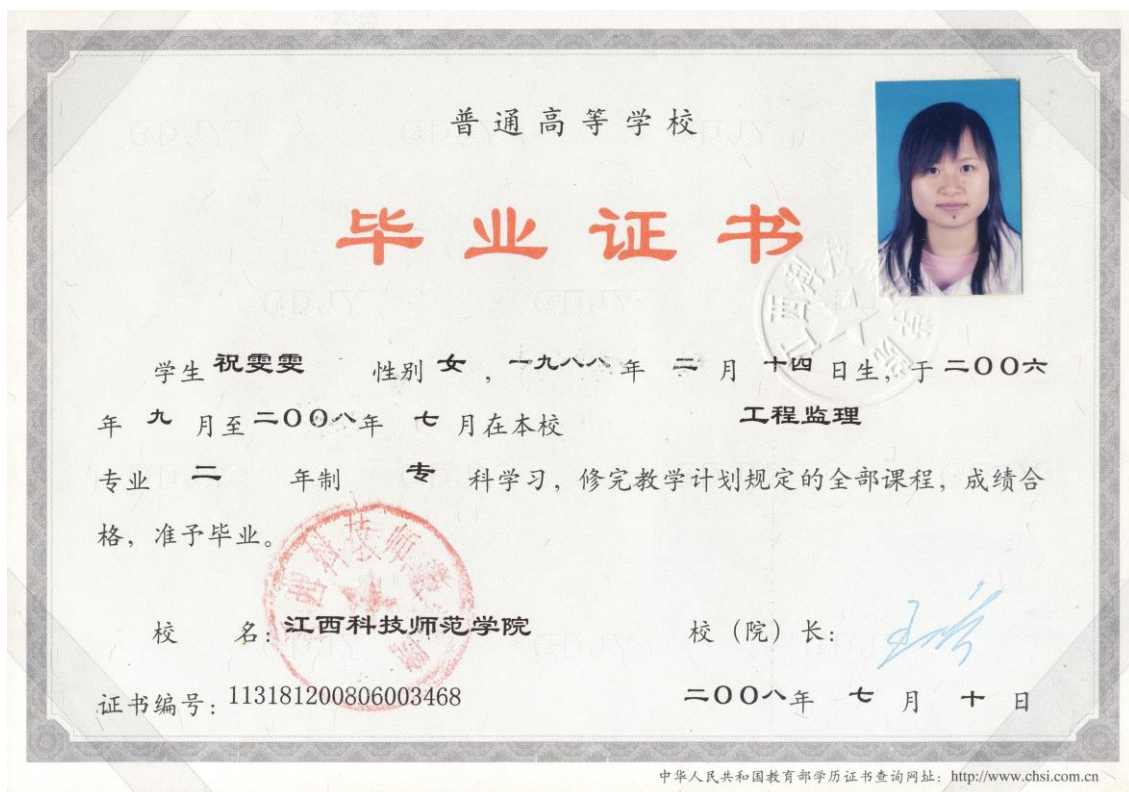 普通高等学校
毕业证书
学生 祝雯雯 性别 女 , 一九八八 年 二 月 十四 日生, 于 二〇〇六
年 九 月至 二〇〇八 年 七 月在本校 工程监理
专业 二 年制 专 科学习, 修完教学计划规定的全部课程, 成绩合
格, 准予毕业。
校 名: 江西科技师范学院 校 (院) 长:
证书编号: 113181200806003468 二〇〇八年 七 月 十 日
中华人民共和国教育部学历证书查询网址: http://www.chsi.com.cn